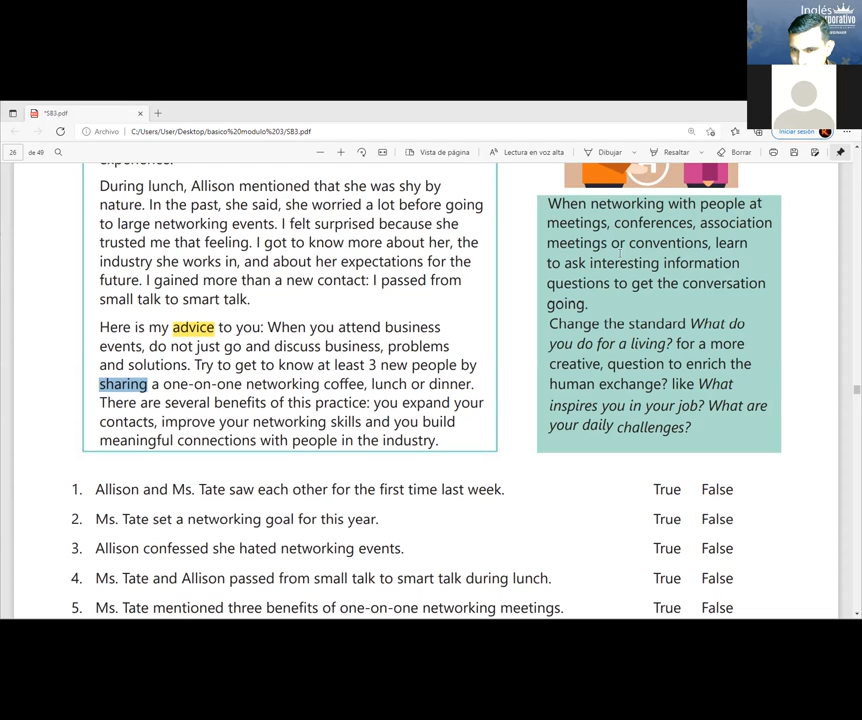 Inglés
*SB3.pdf
Archivo C:/Users/User/Desktop/basico%20modulo%203/SB3.pdf
Iniciar sesión
26 de 49 Vista de página Lectura en voz alta Dibujar Resaltar Borrar
experience.
During lunch, Allison mentioned that she was shy by
nature. In the past, she said, she worried a lot before going
to large networking events. I felt surprised because she
trusted me that feeling. I got to know more about her, the
industry she works in, and about her expectations for the
future. I gained more than a new contact: I passed from
small talk to smart talk.
Here is my advice to you: When you attend business
events, do not just go and discuss business, problems
and solutions. Try to get to know at least 3 new people by
sharing a one-on-one networking coffee, lunch or dinner.
There are several benefits of this practice: you expand your
contacts, improve your networking skills and you build
meaningful connections with people in the industry.
When networking with people at
meetings, conferences, association
meetings or conventions, learn
to ask interesting information
questions to get the conversation
going.
Change the standard What do
you do for a living? for a more
creative, question to enrich the
human exchange? like What
inspires you in your job? What are
your daily challenges?
1. Allison and Ms. Tate saw each other for the first time last week. True False
2. Ms. Tate set a networking goal for this year. True False
3. Allison confessed she hated networking events. True False
4. Ms. Tate and Allison passed from small talk to smart talk during lunch. True False
5. Ms. Tate mentioned three benefits of one-on-one networking meetings. True False